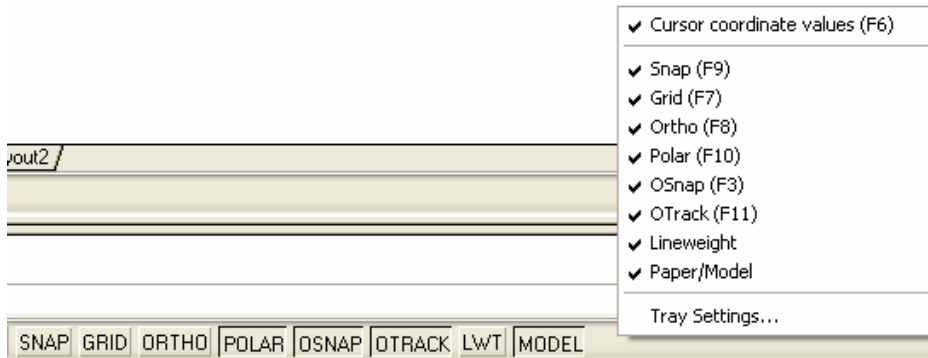 Cursor coordinate values (F6)
Snap (F9)
Grid (F7)
Ortho (F8)
Polar (F10)
OSnap (F3)
OTrack (F11)
Lineweight
Paper/Model
Tray Settings...
yout2
SNAP GRID ORTHO POLAR OSNAP OTRACK LWT MODEL